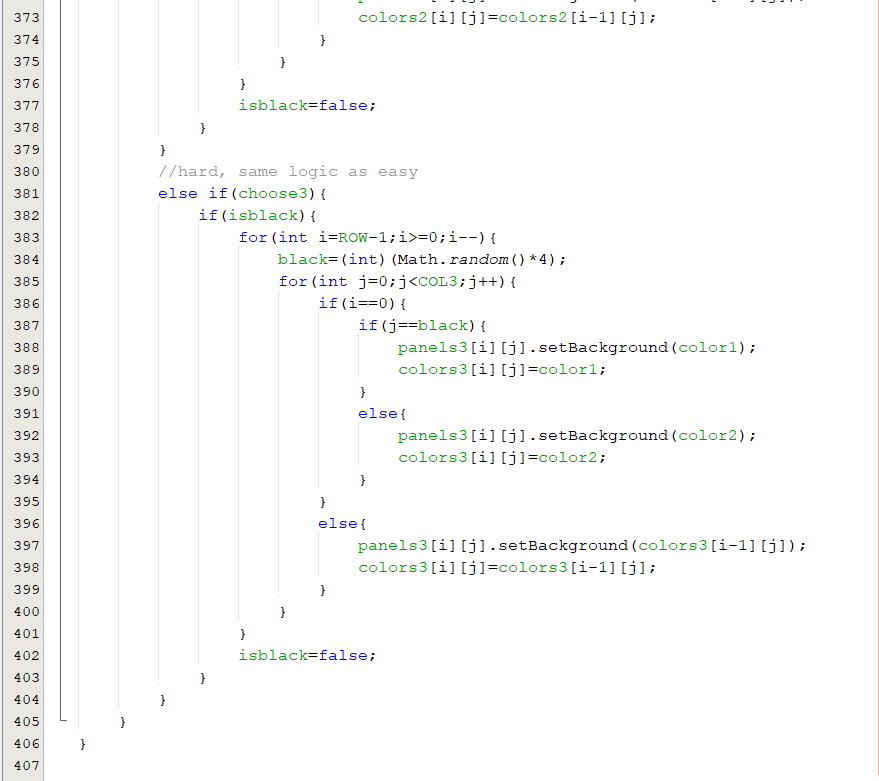 373 colors2[i][j]=colors2[i-1][j];
374 }
375 }
376 }
377 isblack=false;
378 }
379 }
380 //hard, same logic as easy
381 else if(choose3){
382 if(isblack){
383 for(int i=ROW-1;i>=0;i--){
384 black=(int)(Math.random()*4);
385 for(int j=0;j<COL3;j++){
386 if(i==0){
387 if(j==black){
388 panels3[i][j].setBackground(color1);
389 colors3[i][j]=color1;
390 }
391 else{
392 panels3[i][j].setBackground(color2);
393 colors3[i][j]=color2;
394 }
395 }
396 else{
397 panels3[i][j].setBackground(colors3[i-1][j]);
398 colors3[i][j]=colors3[i-1][j];
399 }
400 }
401 }
402 isblack=false;
403 }
404 }
405 }
406 }
407